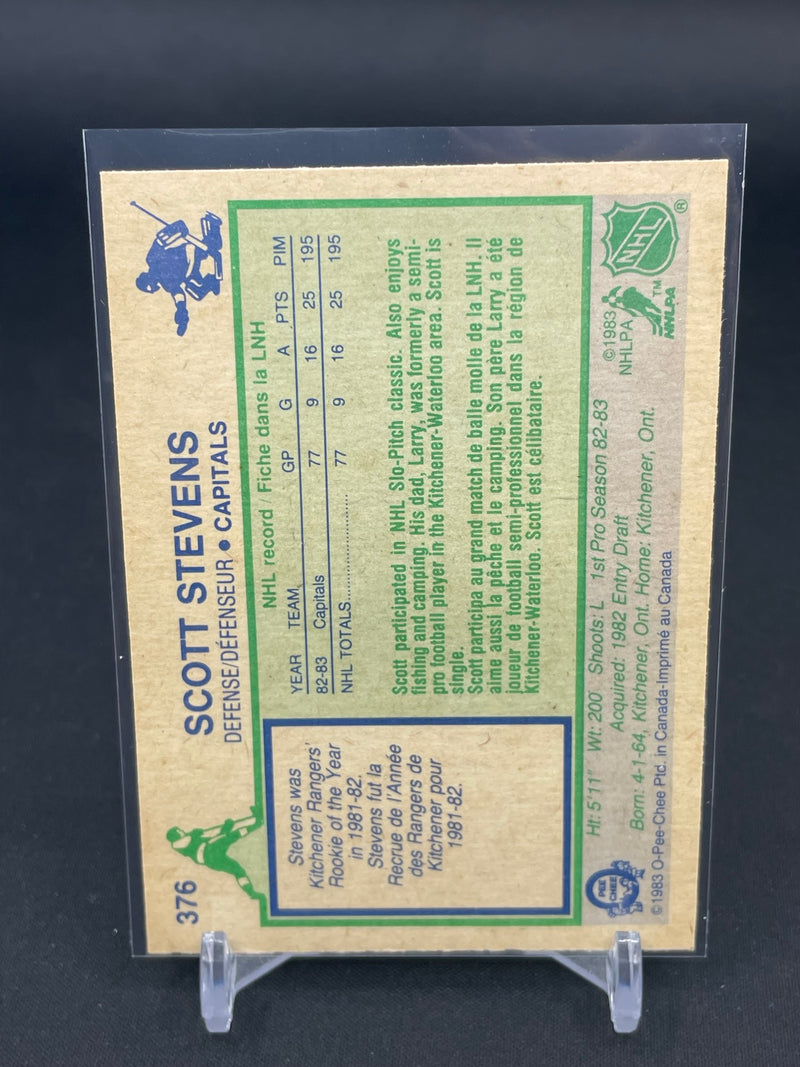 376
SCOTT STEVENS
DEFENSE/DÉFENSEUR • CAPITALS
Stevens was
Kitchener Rangers'
Rookie of the Year
in 1981-82.
Stevens fut la
Recrue de l'Année
des Rangers de
Kitchener pour
1981-82.
NHL record / Fiche dans la LNH
YEAR TEAM GP G A PTS PIM
82-83 Capitals 77 9 16 25 195
NHL TOTALS.................... 77 9 16 25 195
Scott participated in NHL Slo-Pitch classic. Also enjoys
fishing and camping. His dad, Larry, was formerly a semi-
pro football player in the Kitchener-Waterloo area. Scott is
single.
Scott participa au grand match de balle molle de la LNH. Il
aime aussi la pêche et le camping. Son père Larry a été
joueur de football semi-professionnel dans la région de
Kitchener-Waterloo. Scott est célibataire.
Ht: 5'11" Wt: 200 Shoots: L 1st Pro Season 82-83
Acquired: 1982 Entry Draft
Born: 4-1-64, Kitchener, Ont. Home: Kitchener, Ont.
©1983 O-Pee-Chee Ptd. in Canada-Imprimé au Canada
PEE
CHEE
©1983
NHLPA
TM
NHLPA
NHL
®